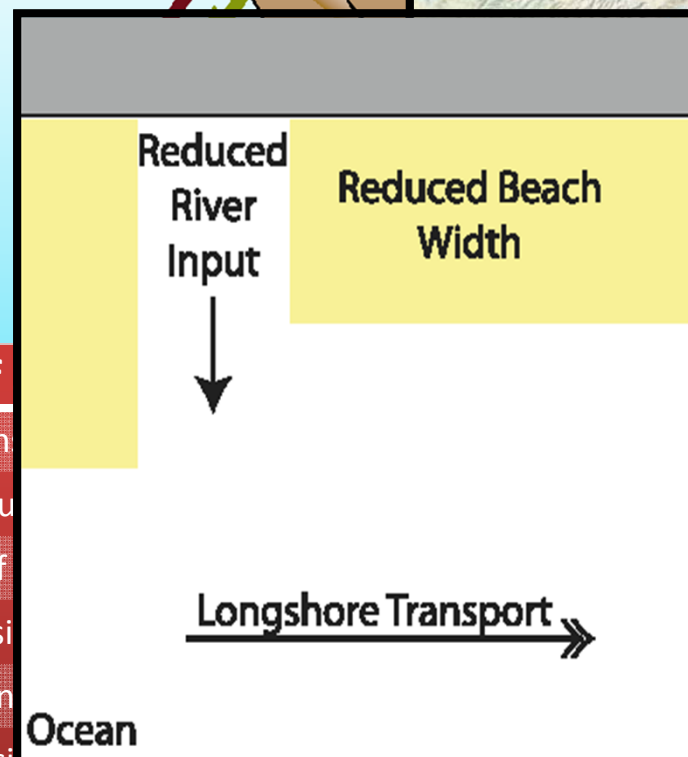 Reduced
River
Input
Reduced Beach
Width
Longshore Transport
Ocean